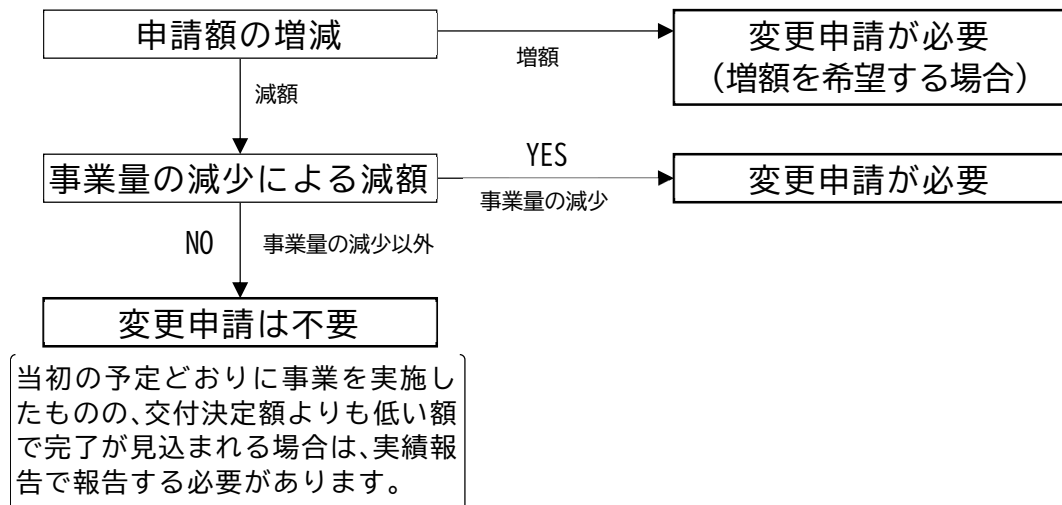 申請額の増減
増額
変更申請が必要
（増額を希望する場合）
減額
事業量の減少による減額
YES
事業量の減少
変更申請が必要
NO
事業量の減少以外
変更申請は不要
当初の予定どおりに事業を実施し
たものの、交付決定額よりも低い額
で完了が見込まれる場合は、実績報
告で報告する必要があります。